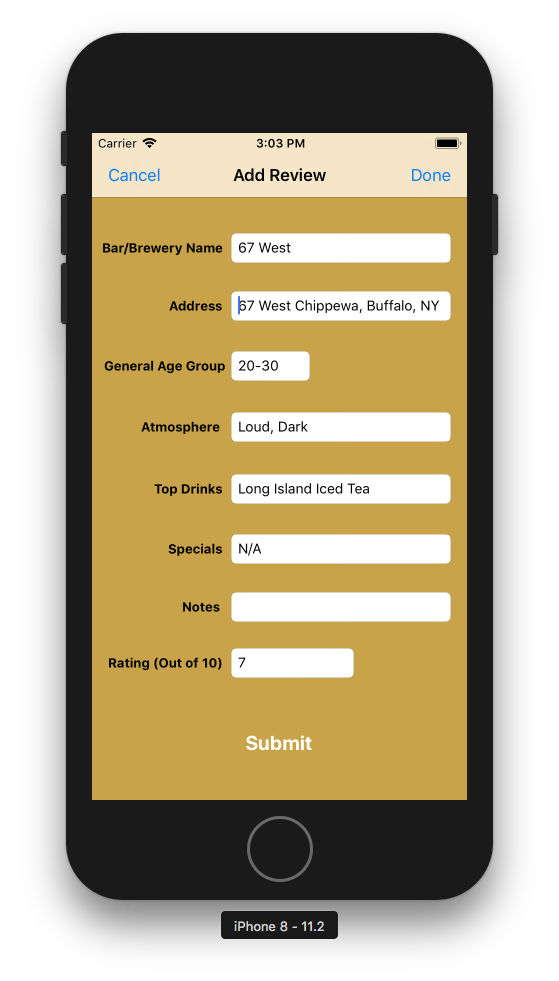 Carrier 3:03 PM
Cancel Add Review Done
Bar/Brewery Name 67 West
Address 67 West Chippewa, Buffalo, NY
General Age Group 20-30
Atmosphere Loud, Dark
Top Drinks Long Island Iced Tea
Specials N/A
Notes
Rating (Out of 10) 7
Submit
iPhone 8 - 11.2